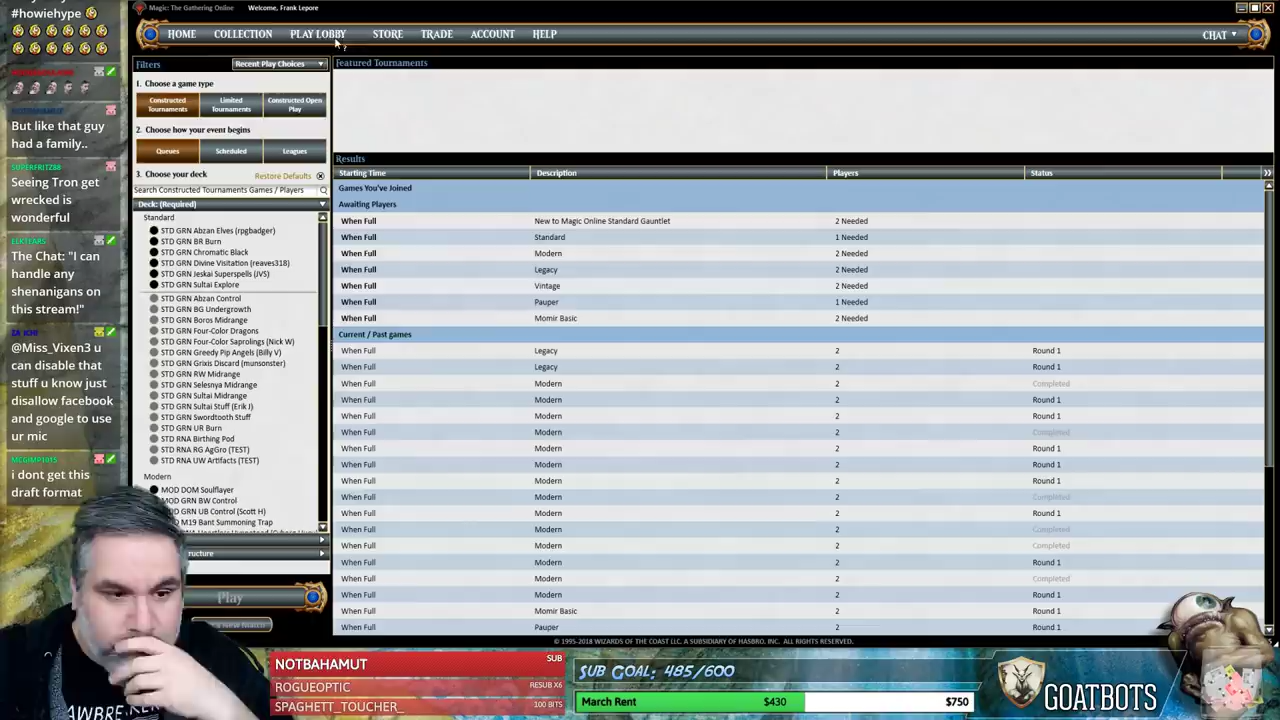 #howiehype
But like that guy
had a family..
SUPERFRITZ88
Seeing Tron get
wrecked is
wonderful
The Chat: "I can
handle any
shenanigans on
this stream!"
@Miss_Vixen3 u
can disable that
stuff u know just
disallow facebook
and google to use
ur mic
MCGIMP1015
i dont get this
draft format
Magic: The Gathering Online
Welcome, Frank Lepore
HOME COLLECTION PLAY LOBBY STORE TRADE ACCOUNT HELP
CHAT
Filters
Recent Play Choices
1. Choose a game type
Constructed Tournaments
Limited Tournaments
Constructed Open Play
2. Choose how your event begins
Queues Scheduled Leagues
3. Choose your deck
Restore Defaults
Search Constructed Tournaments Games / Players
Deck: (Required)
Standard
STD GRN Abzan Elves (rpgbadger)
STD GRN BR Burn
STD GRN Chromatic Black
STD GRN Divine Visitation (reaves318)
STD GRN Jeskai Superspells (JVS)
STD GRN Sultai Explore
STD GRN Abzan Control
STD GRN BG Undergrowth
STD GRN Boros Midrange
STD GRN Four-Color Dragons
STD GRN Four-Color Saprolings (Nick W)
STD GRN Greedy Pip Angels (Billy V)
STD GRN Grixis Discard (munsonster)
STD GRN RW Midrange
STD GRN Selesnya Midrange
STD GRN Sultai Midrange
STD GRN Sultai Stuff (Erik J)
STD GRN Swordtooth Stuff
STD GRN UR Burn
STD RNA Birthing Pod
STD RNA RG AgGro (TEST)
STD RNA UW Artifacts (TEST)
Modern
MOD DOM Soulflayer
GRN BW Control
GRN UB Control (Scott H)
M19 Bant Summoning Trap
Play
Featured Tournaments
Results
Starting Time Description Players Status
Games You've Joined
Awaiting Players
When Full New to Magic Online Standard Gauntlet 2 Needed
When Full Standard 1 Needed
When Full Modern 2 Needed
When Full Legacy 2 Needed
When Full Vintage 2 Needed
When Full Pauper 1 Needed
When Full Momir Basic 2 Needed
Current / Past games
When Full Legacy 2 Round 1
When Full Legacy 2 Round 1
When Full Modern 2 Completed
When Full Modern 2 Round 1
When Full Modern 2 Round 1
When Full Modern 2 Completed
When Full Modern 2 Round 1
When Full Modern 2 Round 1
When Full Modern 2 Round 1
When Full Modern 2 Completed
When Full Modern 2 Round 1
When Full Modern 2 Completed
When Full Modern 2 Completed
When Full Modern 2 Round 1
When Full Modern 2 Completed
When Full Modern 2 Round 1
When Full Momir Basic 2 Round 1
When Full Pauper 2 Round 1
© 1995-2018 WIZARDS OF THE COAST LLC, A SUBSIDIARY OF HASBRO, INC. ALL RIGHTS RESERVED.
NOTBAHAMUT SUB
ROGUEOPTIC RESUB X6
SPAGHETT_TOUCHER_ 100 BITS
SUB GOAL: 485/600
March Rent $430 $750
GOATBOTS